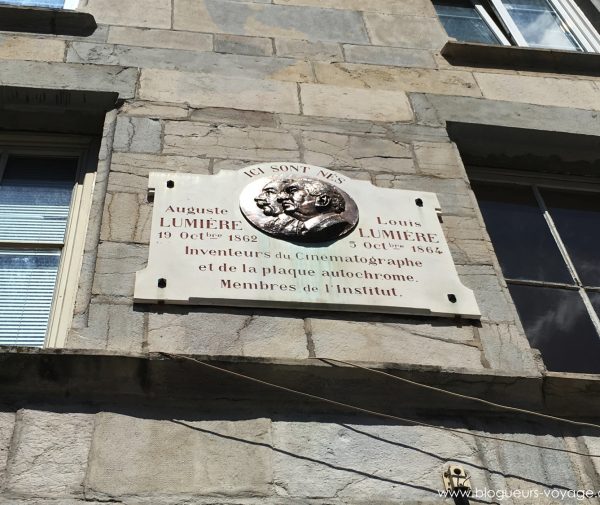 ICI SONT NÉS
Auguste
LUMIÈRE
19 Octbre 1862
Louis
LUMIÈRE
5 Octbre 1864
Inventeurs du Cinématographe
et de la plaque autochrome.
Membres de l'Institut.
www.blogueurs-voyage.